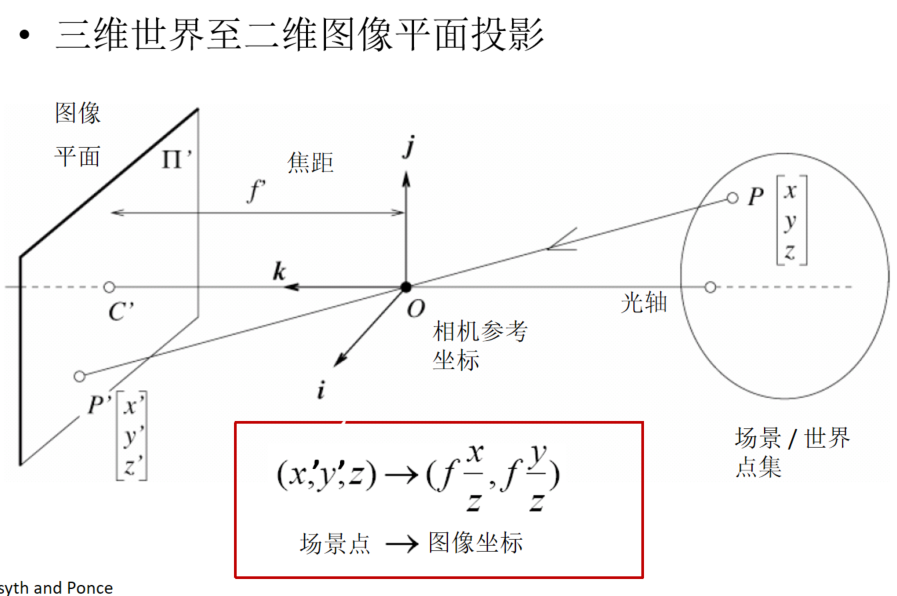 • 三维世界至二维图像平面投影
图像
平面
Π’
焦距
f’
j
k
i
C’
O
P
x
y
z
光轴
相机参考
坐标
P’
x’
y’
z’
(x,′y,′z)→(f x/z, f y/z)
场景点 → 图像坐标
场景 / 世界
点集
syth and Ponce